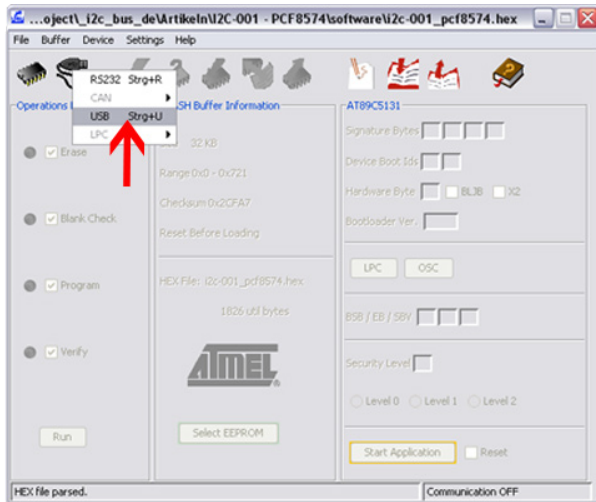 ...oject\_i2c_bus_de\Artikeln\I2C-001 - PCF8574\software\i2c-001_pcf8574.hex
File Buffer Device Settings Help
RS232 Strg+R
CAN
USB Strg+U
LPC
Operations
SH Buffer Information
AT89C5131
Erase
Blank Check
Program
Verify
Run
32 KB
Range 0x0 - 0x721
Checksum 0x2CFA7
Reset Before Loading
HEX File: i2c-001_pcf8574.hex
1826 util bytes
ATMEL
Select EEPROM
Signature Bytes
Device Boot Ids
Hardware Byte BLJB X2
Bootloader Ver.
LPC OSC
BSB / EB / SBV
Security Level
Level 0 Level 1 Level 2
Start Application Reset
HEX file parsed.
Communication OFF